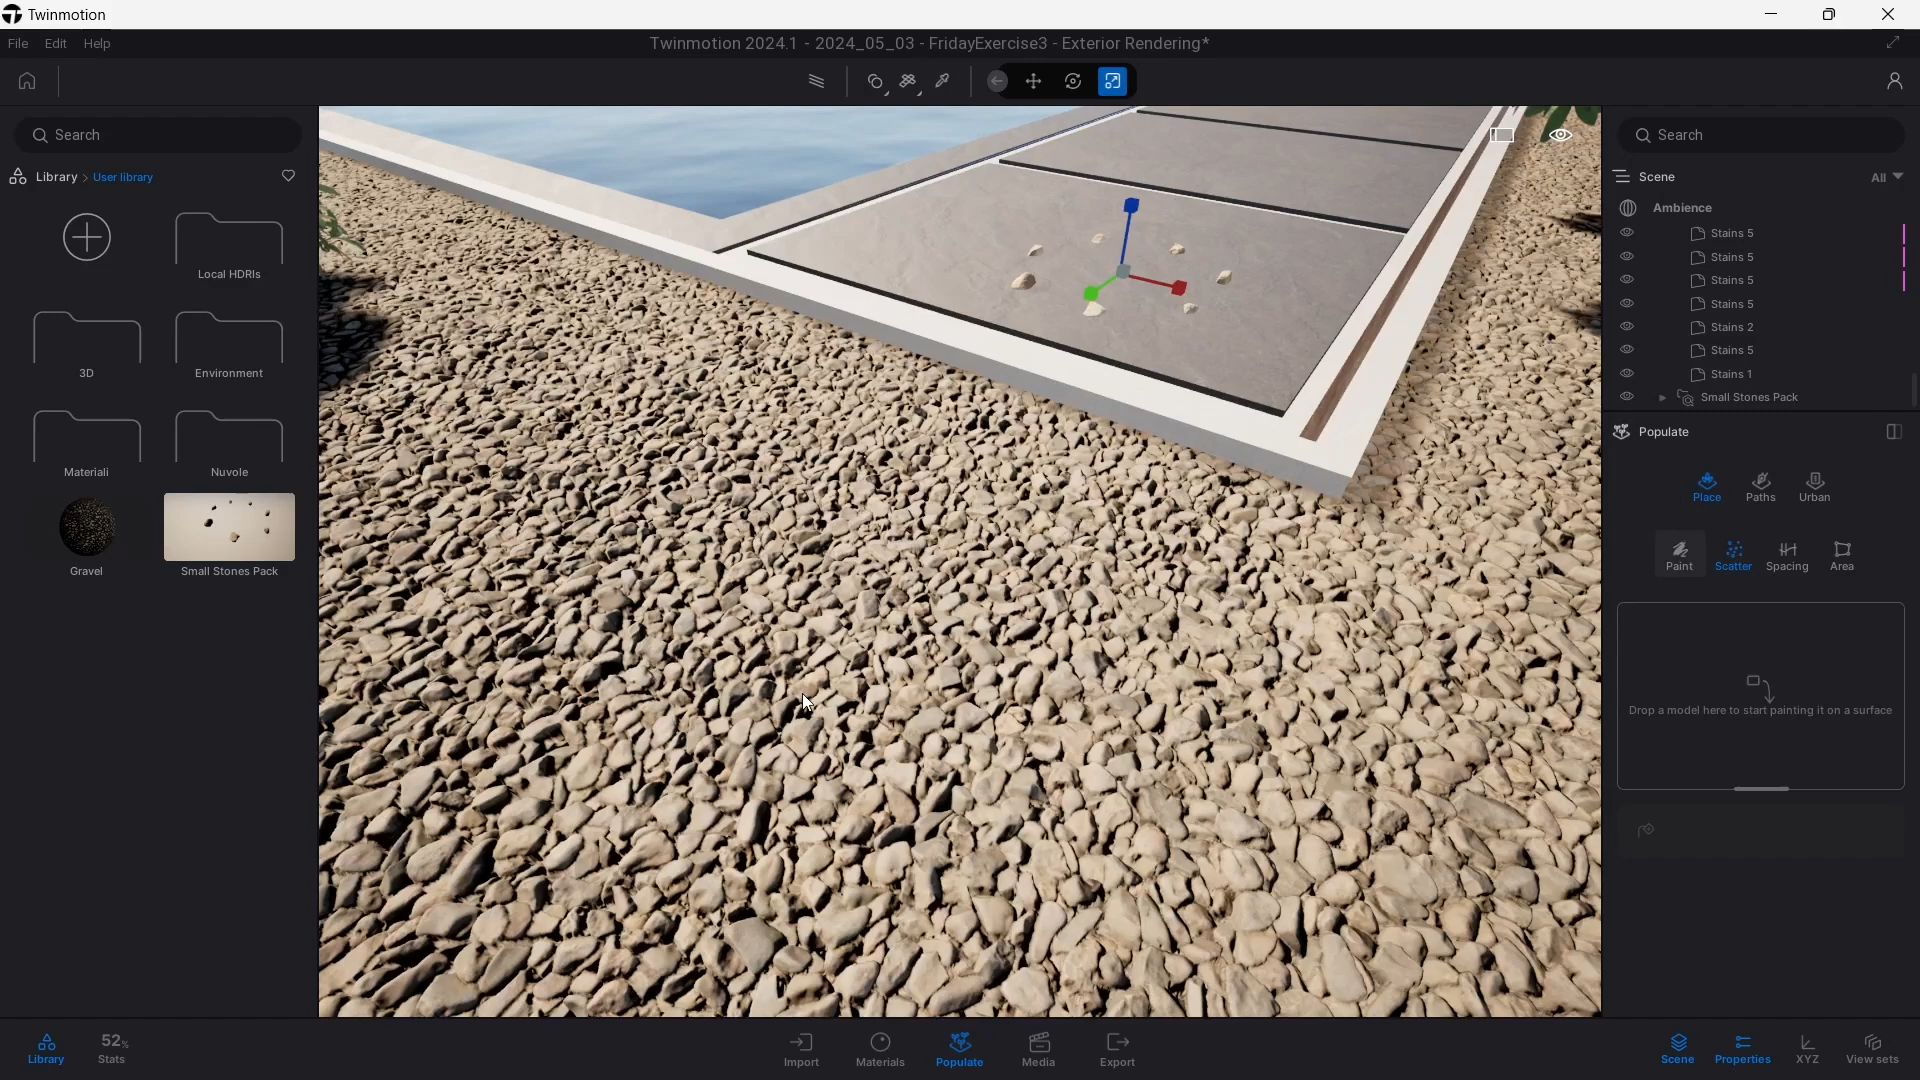 Twinmotion
File Edit Help
Twinmotion 2024.1 - 2024_05_03 - FridayExercise3 - Exterior Rendering*
Search
Library > User library
Local HDRIs
3D
Environment
Materiali
Nuvole
Gravel
Small Stones Pack
Search
Scene
All
Ambience
Stains 5
Stains 5
Stains 5
Stains 5
Stains 2
Stains 5
Stains 1
Small Stones Pack
Populate
Place Paths Urban
Paint Scatter Spacing Area
Drop a model here to start painting it on a surface
Library
52%
Stats
Import
Materials
Populate
Media
Export
Scene
Properties
XYZ
View sets